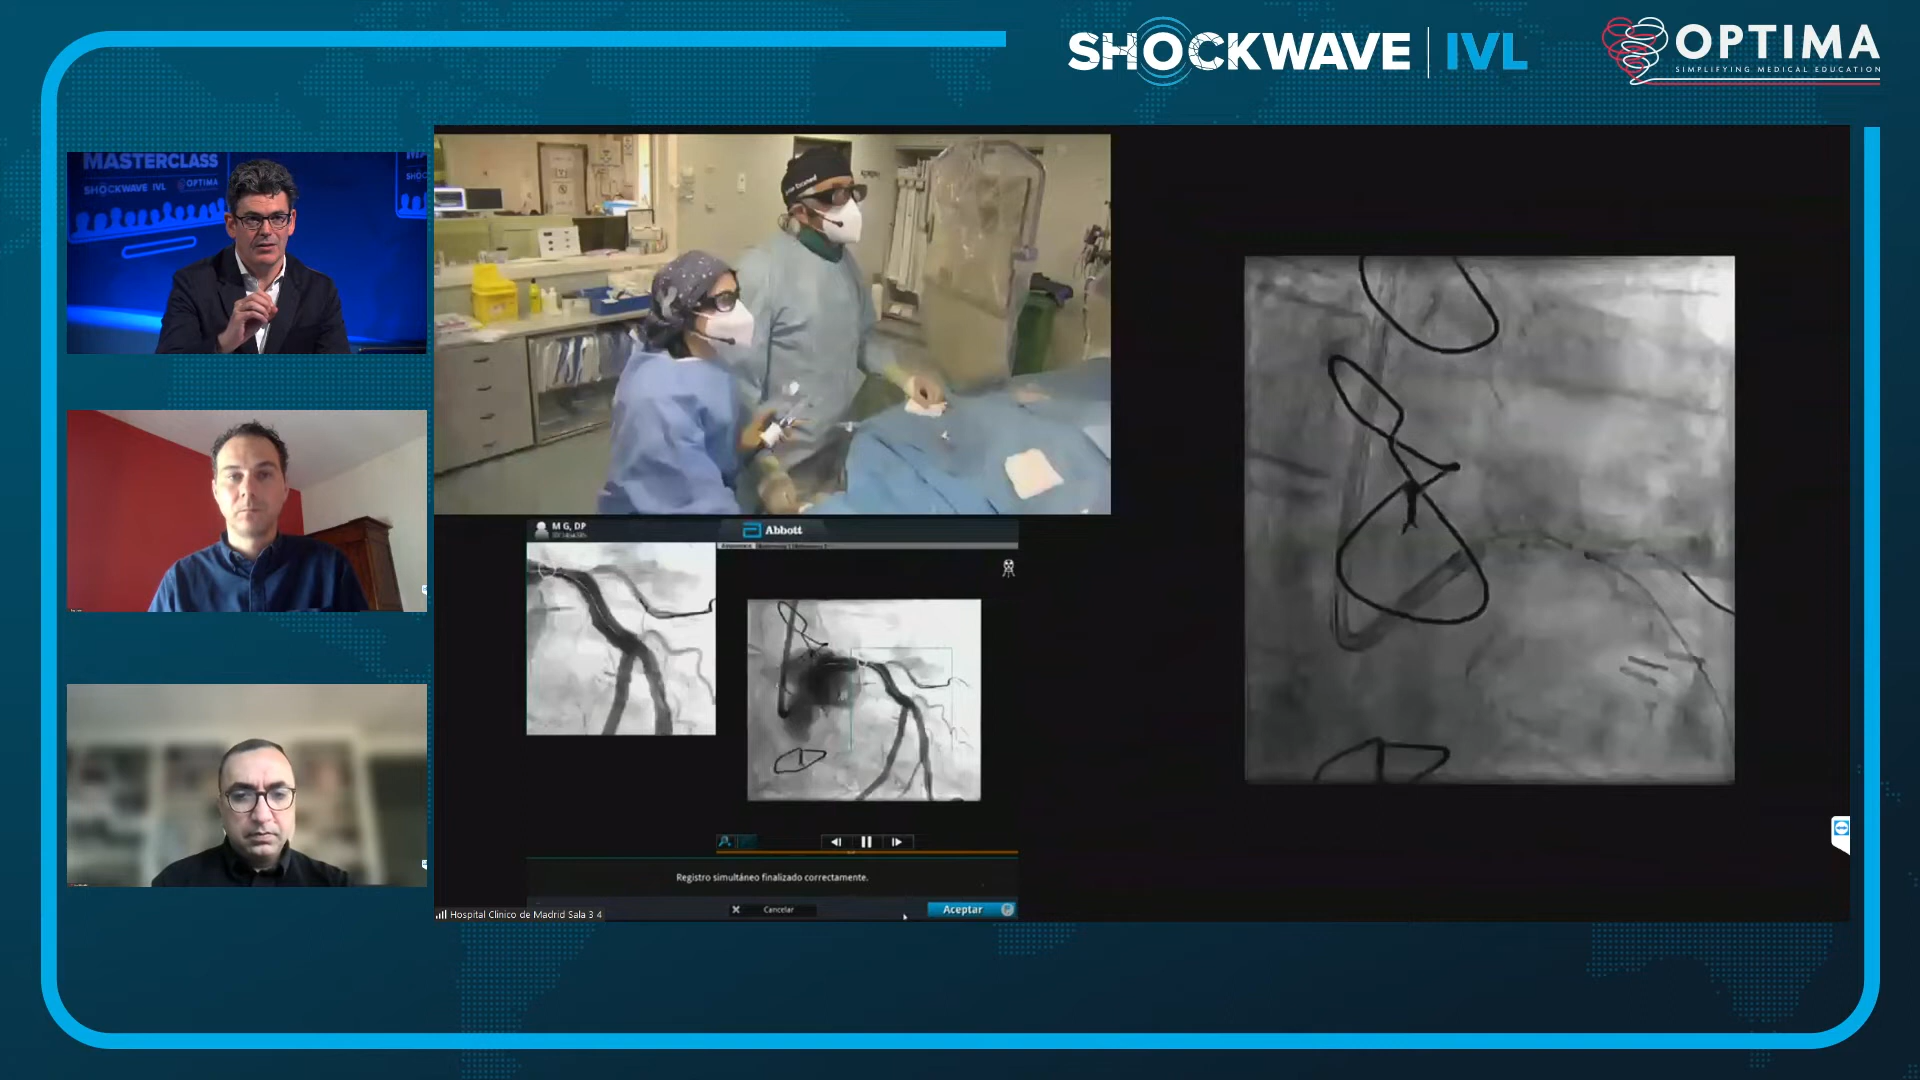 SHOCKWAVE IVL
OPTIMA
SIMPLIFYING MEDICAL EDUCATION
MASTERCLASS
SHOCKWAVE IVL OPTIMA
M G, DP
Abbott
Registro simultáneo finalizado correctamente.
Cancelar
Aceptar
Hospital Clinico de Madrid Sala 3 4